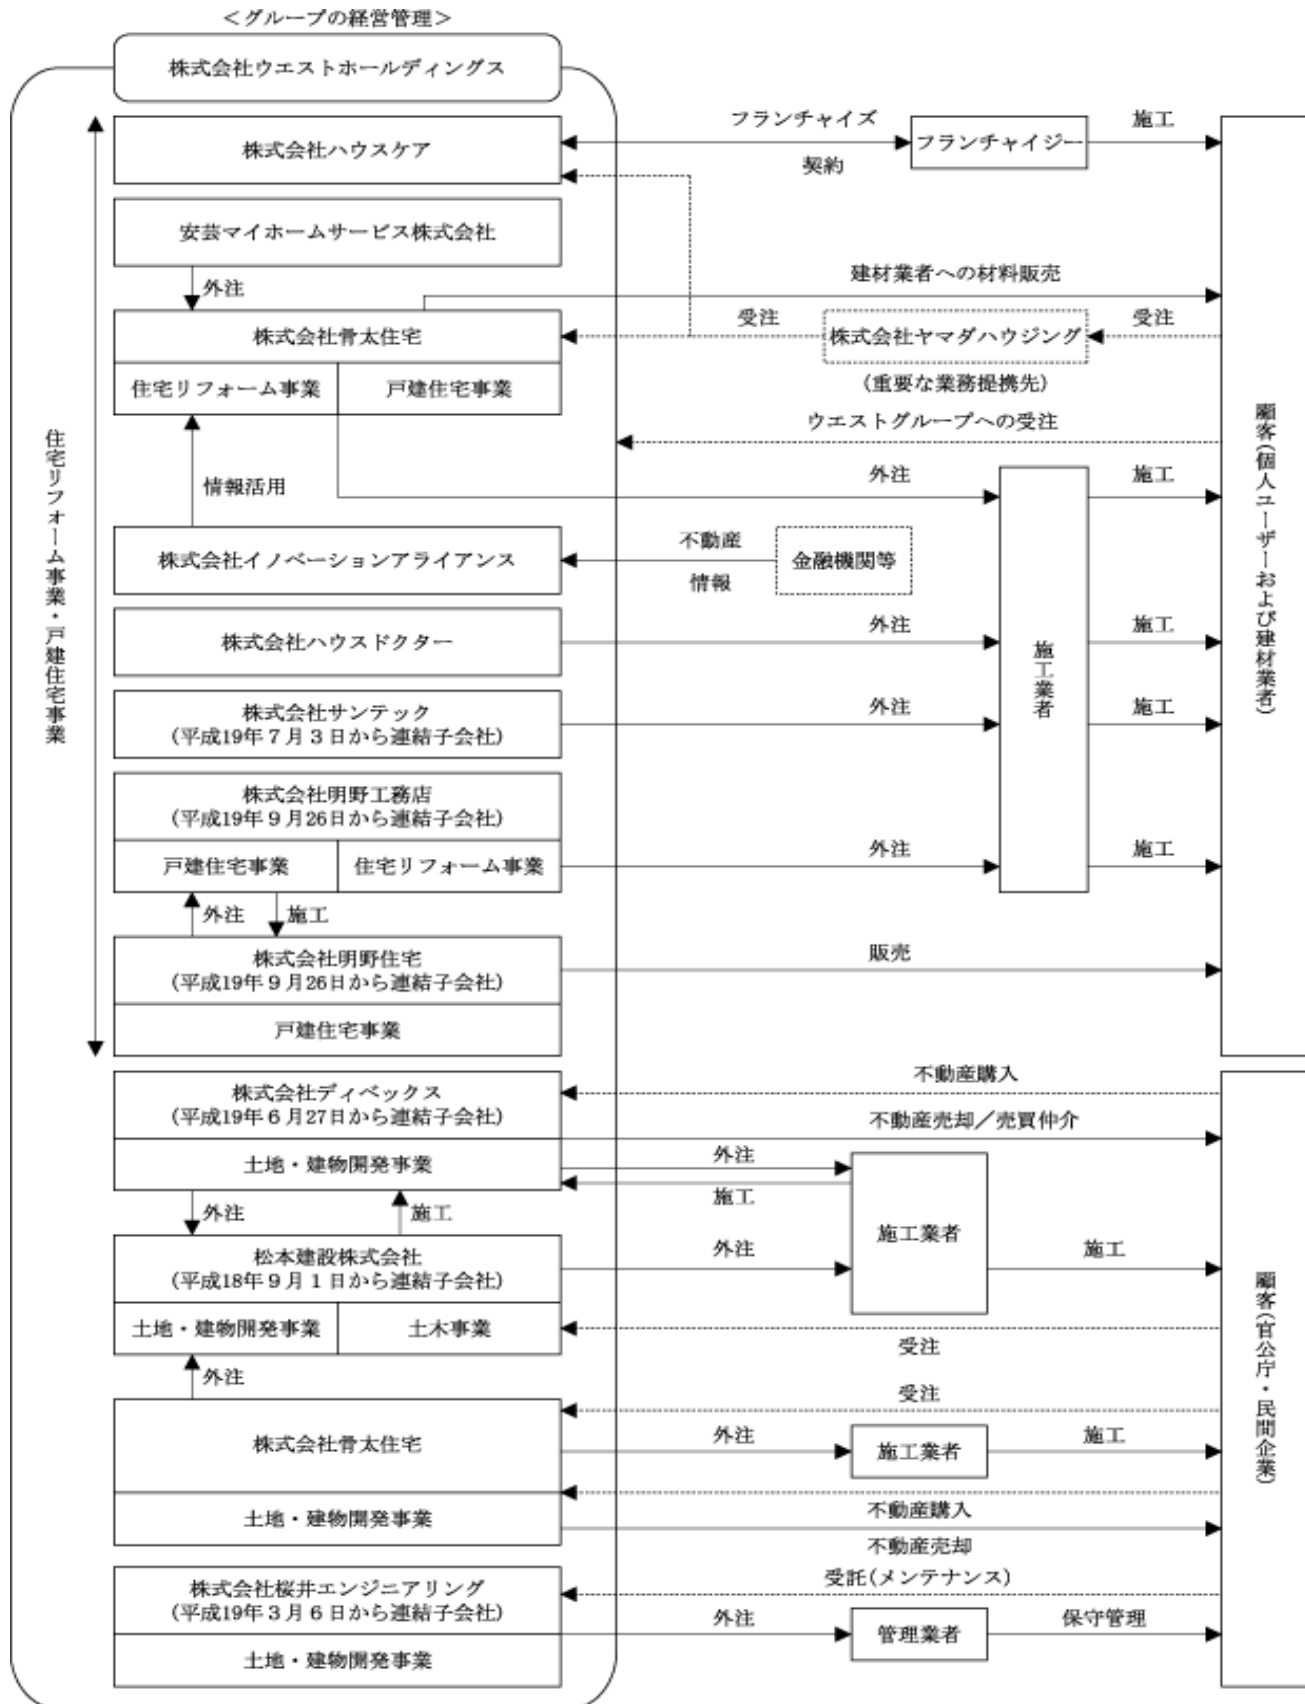 ＜グループの経営管理＞
株式会社ウエストホールディングス
住宅リフォーム事業・戸建住宅事業
株式会社ハウスケア
フランチャイズ
契約
フランチャイジー
施工
安芸マイホームサービス株式会社
外注
建材業者への材料販売
株式会社骨太住宅
受注
株式会社ヤマダハウジング
受注
(重要な業務提携先)
住宅リフォーム事業
戸建住宅事業
ウエストグループへの受注
情報活用
外注
施工
株式会社イノベーションアライアンス
不動産
情報
金融機関等
株式会社ハウスドクター
外注
施工業者
施工
株式会社サンテック
(平成19年７月３日から連結子会社)
外注
施工
株式会社明野工務店
(平成19年９月26日から連結子会社)
戸建住宅事業
住宅リフォーム事業
外注
施工
外注
施工
株式会社明野住宅
(平成19年９月26日から連結子会社)
販売
戸建住宅事業
顧客(個人ユーザーおよび建材業者)
株式会社ディベックス
(平成19年６月27日から連結子会社)
不動産購入
不動産売却／売買仲介
土地・建物開発事業
外注
施工
外注
施工
施工業者
松本建設株式会社
(平成18年９月１日から連結子会社)
外注
施工
土地・建物開発事業
土木事業
受注
外注
受注
株式会社骨太住宅
外注
施工業者
施工
土地・建物開発事業
不動産購入
不動産売却
株式会社桜井エンジニアリング
(平成19年３月６日から連結子会社)
受託(メンテナンス)
外注
管理業者
保守管理
土地・建物開発事業
顧客(官公庁・民間企業)